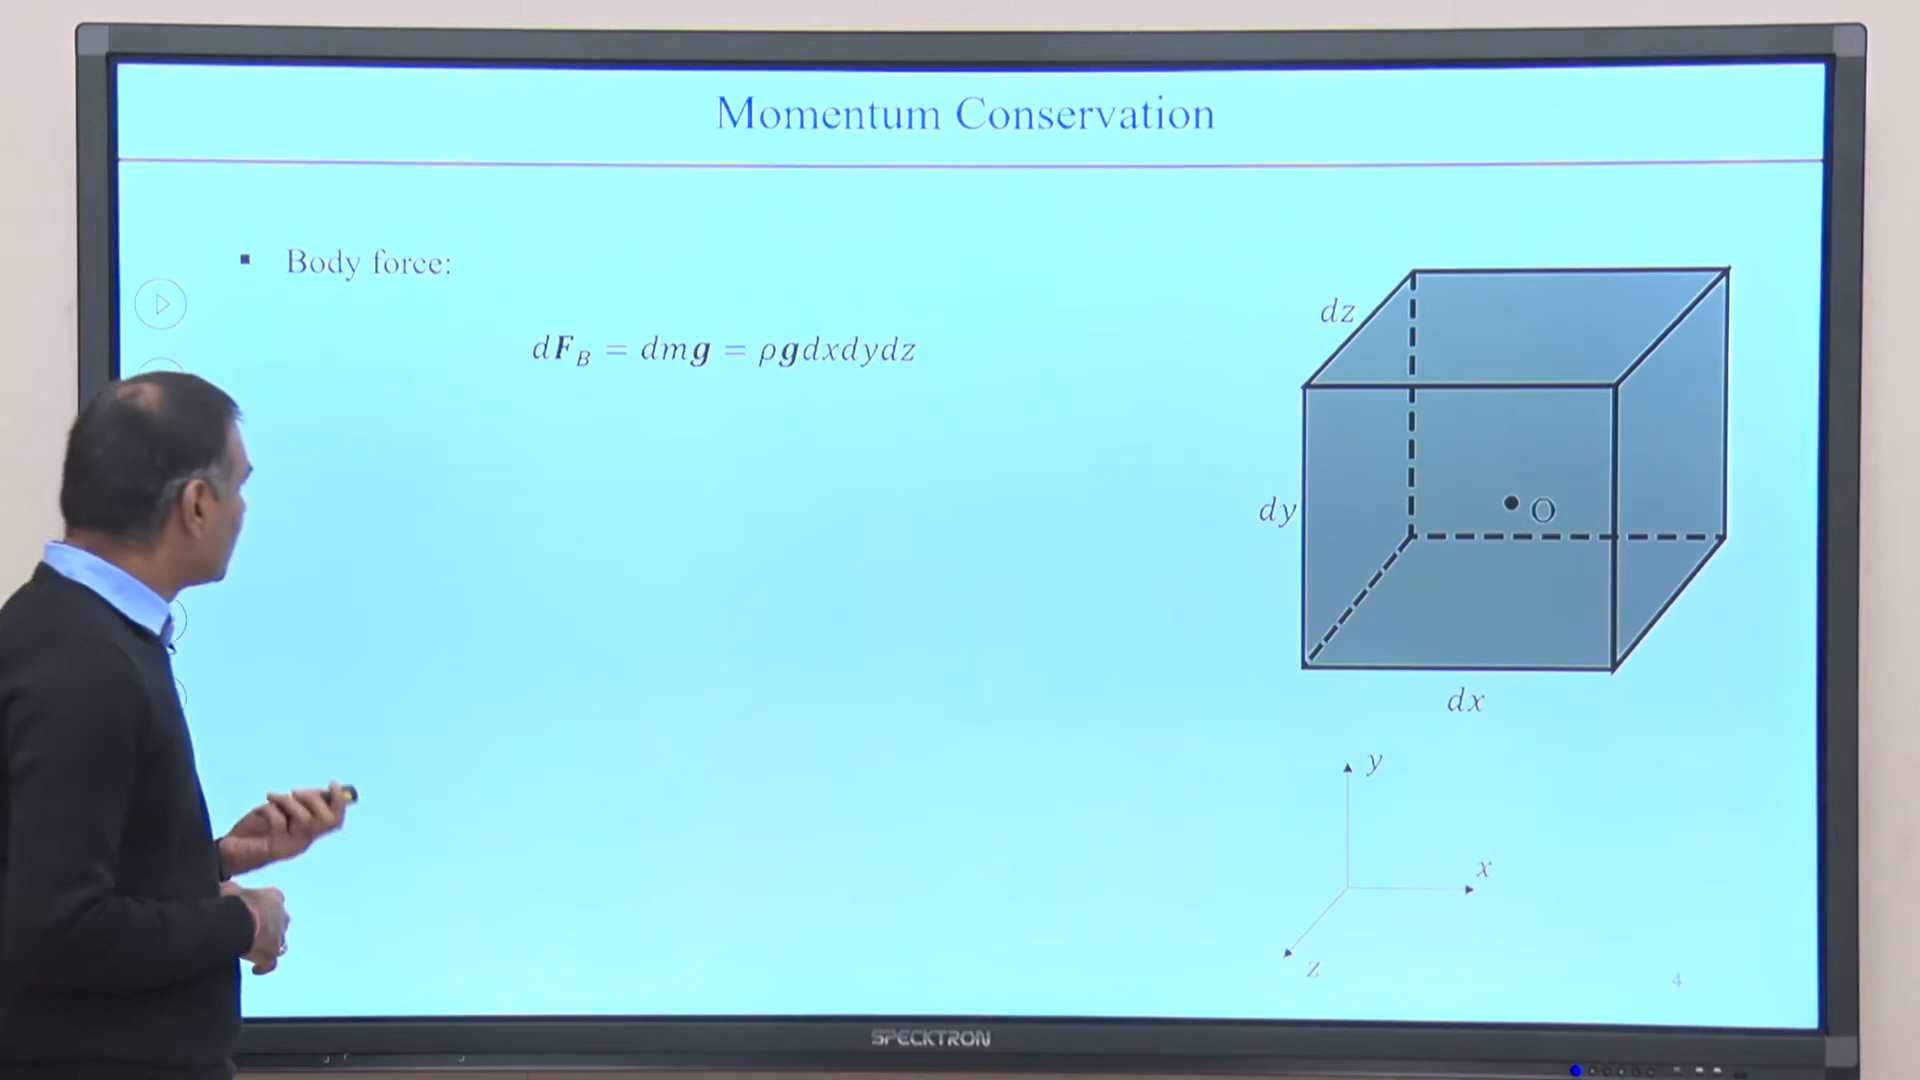 Momentum Conservation
▪ Body force:
d𝑭_B = dm𝒈 = ρ𝒈dxdydz
dz
dy
O
dx
y
x
z
4
SPECKTRON